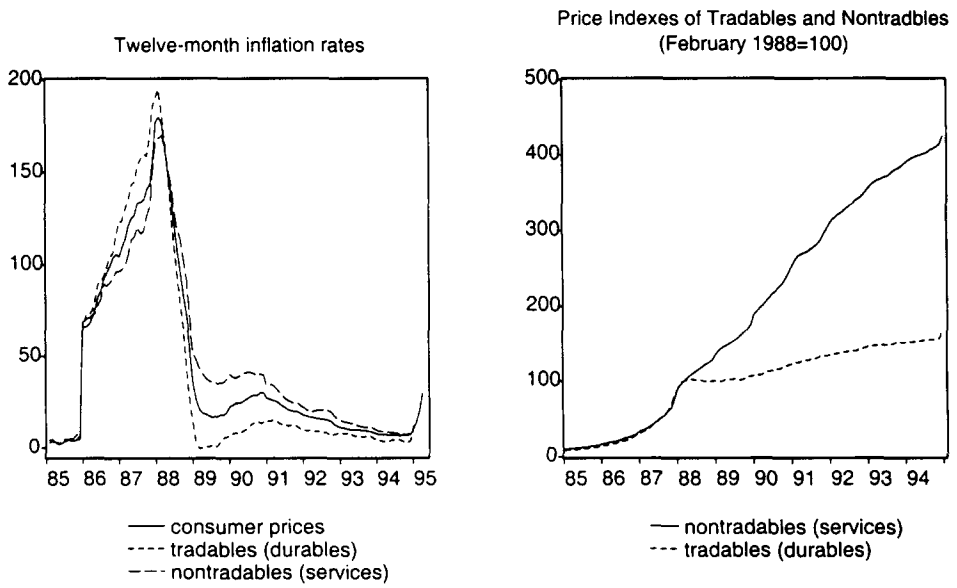 Twelve-month inflation rates
200
150
100
50
0
85 86 87 88 89 90 91 92 93 94 95
consumer prices
tradables (durables)
nontradables (services)
Price Indexes of Tradables and Nontradbles
(February 1988=100)
500
400
300
200
100
0
85 86 87 88 89 90 91 92 93 94
nontradables (services)
tradables (durables)